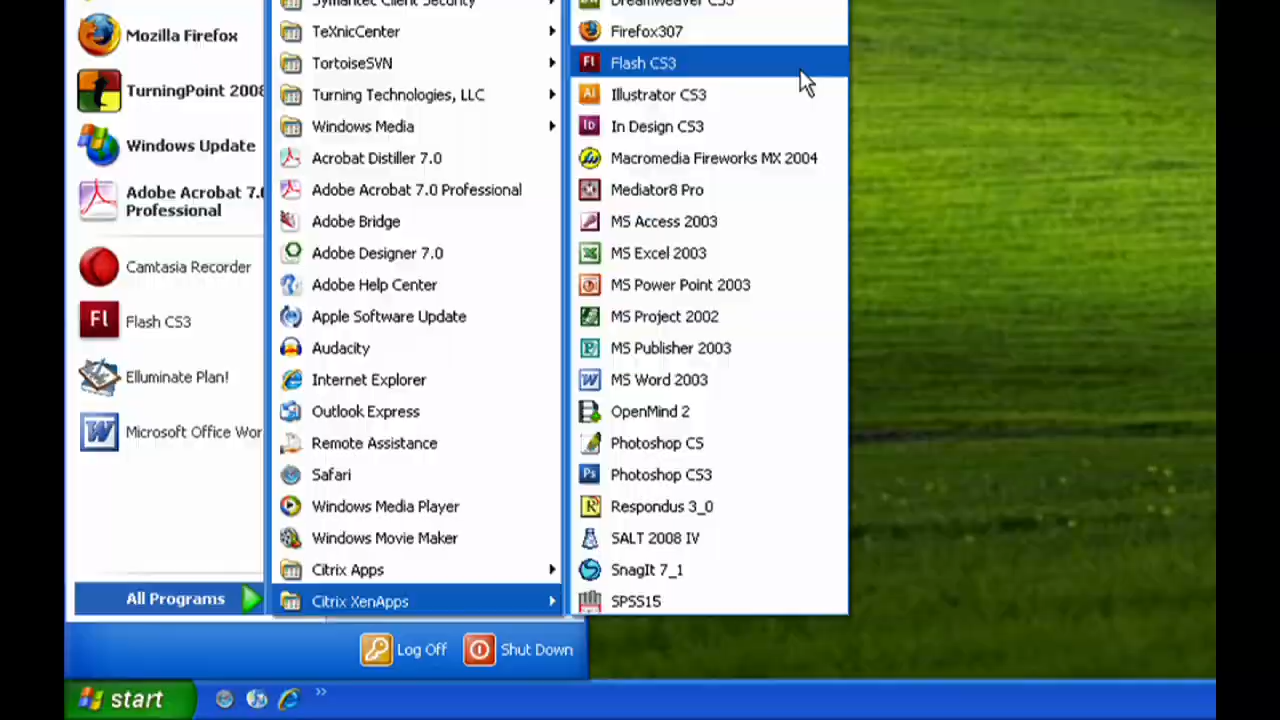 Mozilla Firefox
TurningPoint 2008
Windows Update
Adobe Acrobat 7.
Professional
Camtasia Recorder
Flash CS3
Elluminate Plan!
Microsoft Office Wor
All Programs
Symantec Client Security
TeXnicCenter
TortoiseSVN
Turning Technologies, LLC
Windows Media
Acrobat Distiller 7.0
Adobe Acrobat 7.0 Professional
Adobe Bridge
Adobe Designer 7.0
Adobe Help Center
Apple Software Update
Audacity
Internet Explorer
Outlook Express
Remote Assistance
Safari
Windows Media Player
Windows Movie Maker
Citrix Apps
Citrix XenApps
Dreamweaver CS3
Firefox307
Flash CS3
Illustrator CS3
In Design CS3
Macromedia Fireworks MX 2004
Mediator8 Pro
MS Access 2003
MS Excel 2003
MS Power Point 2003
MS Project 2002
MS Publisher 2003
MS Word 2003
OpenMind 2
Photoshop CS
Photoshop CS3
Respondus 3_0
SALT 2008 IV
SnagIt 7_1
SPSS15
Log Off
Shut Down
start